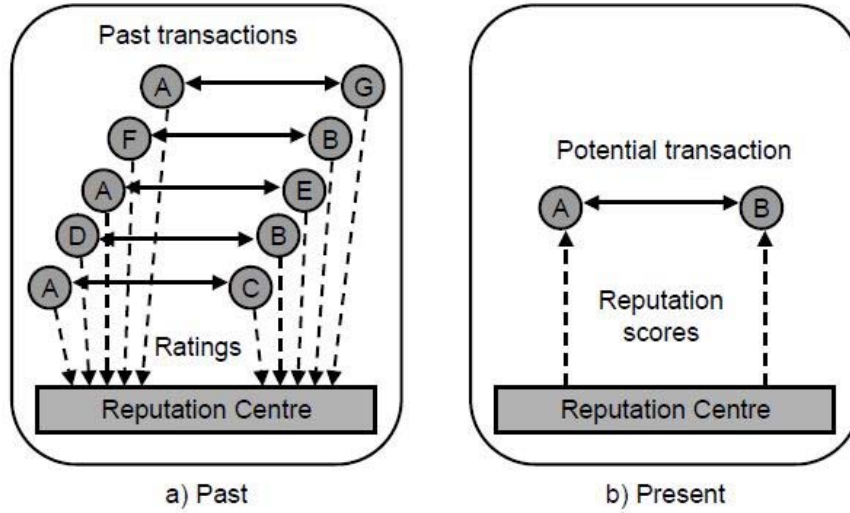 Past transactions
A G
F B
A E
D B
A C
Ratings
Reputation Centre
a) Past
Potential transaction
A B
Reputation
scores
Reputation Centre
b) Present